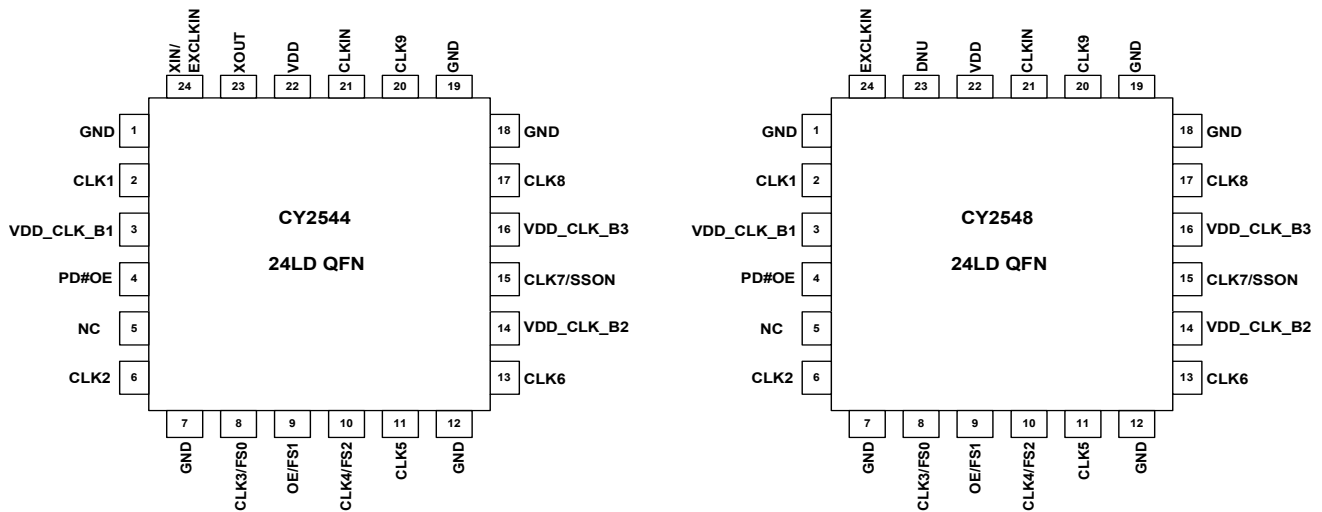 XIN/
EXCLKIN
XOUT
VDD
CLKIN
CLK9
GND
24
23
22
21
20
19
GND 1
CLK1 2
VDD_CLK_B1 3
PD#OE 4
NC 5
CLK2 6
CY2544
24LD QFN
18 GND
17 CLK8
16 VDD_CLK_B3
15 CLK7/SSON
14 VDD_CLK_B2
13 CLK6
7
8
9
10
11
12
GND
CLK3/FS0
OE/FS1
CLK4/FS2
CLK5
GND
EXCLKIN
DNU
VDD
CLKIN
CLK9
GND
24
23
22
21
20
19
GND 1
CLK1 2
VDD_CLK_B1 3
PD#OE 4
NC 5
CLK2 6
CY2548
24LD QFN
18 GND
17 CLK8
16 VDD_CLK_B3
15 CLK7/SSON
14 VDD_CLK_B2
13 CLK6
7
8
9
10
11
12
GND
CLK3/FS0
OE/FS1
CLK4/FS2
CLK5
GND